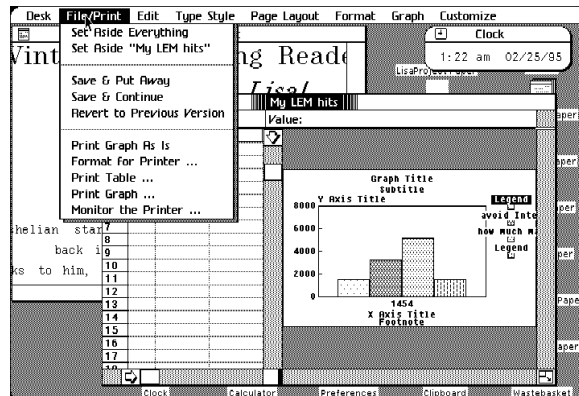 Desk File/Print Edit Type Style Page Layout Format Graph Customize
Set Aside Everything
Set Aside "My LEM hits"
Save & Put Away
Save & Continue
Revert to Previous Version
Print Graph As Is
Format for Printer ...
Print Table ...
Print Graph ...
Monitor the Printer ...
Clock
1:22 am 02/25/95
Vint
ng Reade
Lisa!
My LEM hits
Value:
Graph Title
Subtitle
Y Axis Title
8000
6000
4000
2000
0
1454
X Axis Title
Footnote
Legend
avoid Inte
how much ma
Legend
helian star
back i
ks to him,
7
8
9
10
11
12
13
14
15
16
17
18
Clock
Calculator
Preferences
Clipboard
Wastebasket